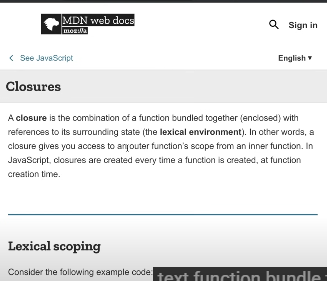 MDN web docs
moz://a
Sign in
See JavaScript
English
Closures
A closure is the combination of a function bundled together (enclosed) with
references to its surrounding state (the lexical environment). In other words, a
closure gives you access to an outer function's scope from an inner function. In
JavaScript, closures are created every time a function is created, at function
creation time.
Lexical scoping
Consider the following example code:
text function bundle